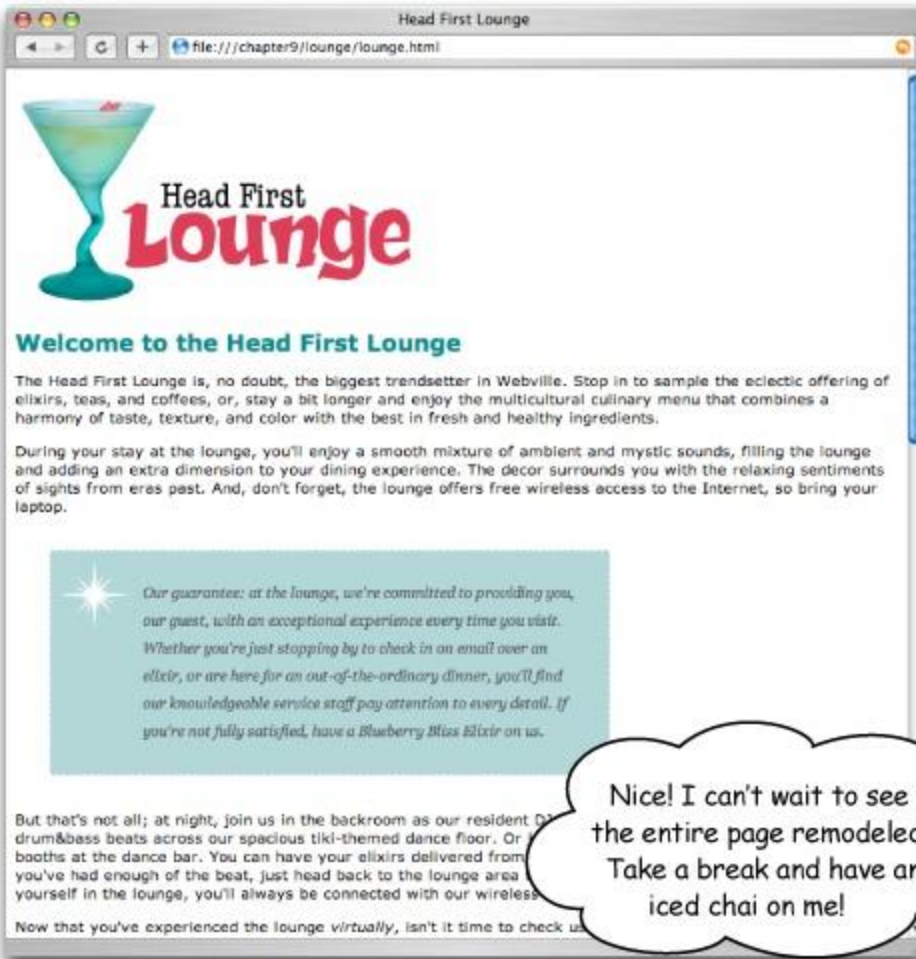 Head First Lounge
file:///chapter9/lounge/lounge.html
Head First
Lounge
Welcome to the Head First Lounge
The Head First Lounge is, no doubt, the biggest trendsetter in Webville. Stop in to sample the eclectic offering of
elixirs, teas, and coffees, or, stay a bit longer and enjoy the multicultural culinary menu that combines a
harmony of taste, texture, and color with the best in fresh and healthy ingredients.
During your stay at the lounge, you'll enjoy a smooth mixture of ambient and mystic sounds, filling the lounge
and adding an extra dimension to your dining experience. The decor surrounds you with the relaxing sentiments
of sights from eras past. And, don't forget, the lounge offers free wireless access to the Internet, so bring your
laptop.
Our guarantee: at the lounge, we're committed to providing you,
our guest, with an exceptional experience every time you visit.
Whether you're just stopping by to check in on email over an
elixir, or are here for an out-of-the-ordinary dinner, you'll find
our knowledgeable service staff pay attention to every detail. If
you're not fully satisfied, have a Blueberry Bliss Elixir on us.
But that's not all; at night, join us in the backroom as our resident
drum&bass beats across our spacious tiki-themed dance floor. Or
booths at the dance bar. You can have your elixirs delivered from
you've had enough of the beat, just head back to the lounge area
yourself in the lounge, you'll always be connected with our wireless
Now that you've experienced the lounge virtually, isn't it time to check
Nice! I can't wait to see
the entire page remodeled
Take a break and have an
iced chai on me!